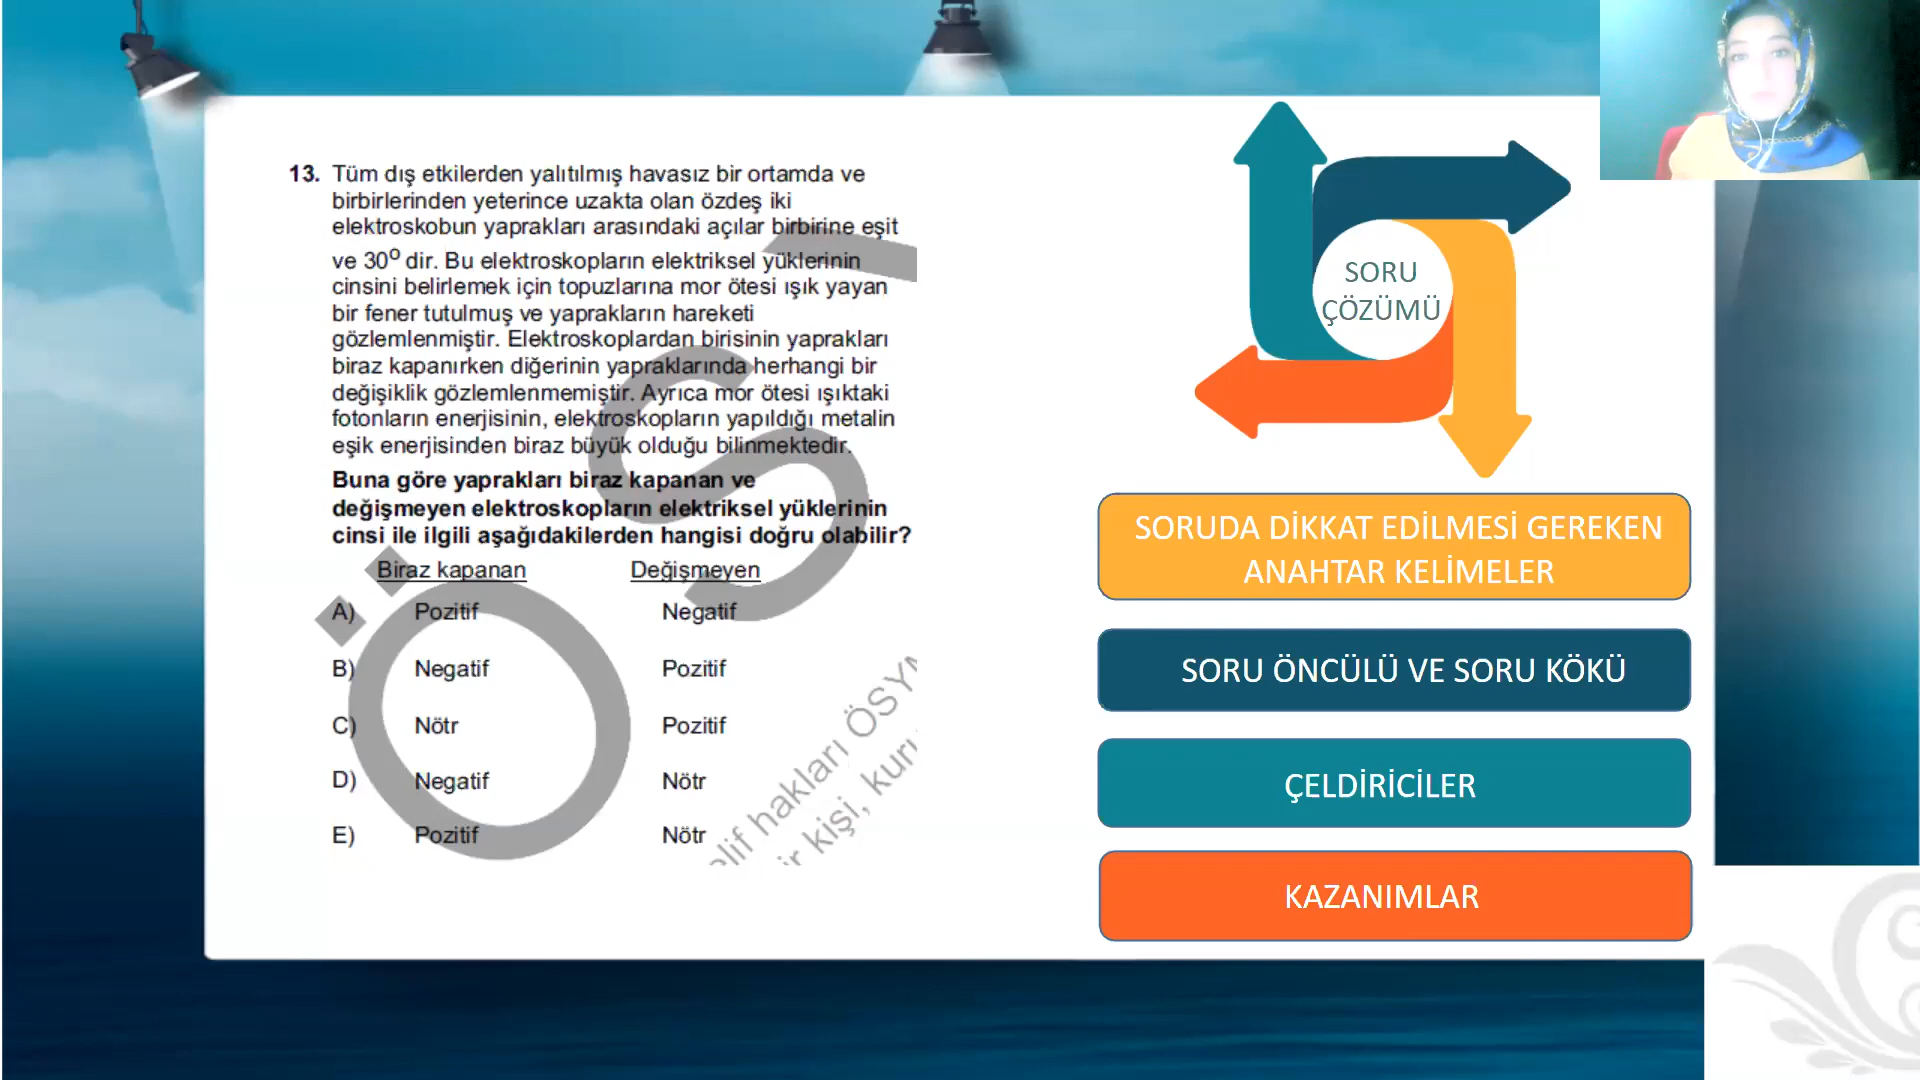 13. Tüm dış etkilerden yalıtılmış havasız bir ortamda ve
birbirlerinden yeterince uzakta olan özdeş iki
elektroskobun yaprakları arasındaki açılar birbirine eşit
ve 30° dir. Bu elektroskopların elektriksel yüklerinin
cinsini belirlemek için topuzlarına mor ötesi ışık yayan
bir fener tutulmuş ve yaprakların hareketi
gözlemlenmiştir. Elektroskoplardan birisinin yaprakları
biraz kapanırken diğerinin yapraklarında herhangi bir
değişiklik gözlemlenmemiştir. Ayrıca mor ötesi ışıktaki
fotonların enerjisinin, elektroskopların yapıldığı metalin
eşik enerjisinden biraz büyük olduğu bilinmektedir.
Buna göre yaprakları biraz kapanan ve
değişmeyen elektroskopların elektriksel yüklerinin
cinsi ile ilgili aşağıdakilerden hangisi doğru olabilir?
Biraz kapanan Değişmeyen
A) Pozitif Negatif
B) Negatif Pozitif
C) Nötr Pozitif
D) Negatif Nötr
E) Pozitif Nötr
ÖSY
hakları
kişi,
SORU
ÇÖZÜMÜ
SORUDA DİKKAT EDİLMESİ GEREKEN
ANAHTAR KELİMELER
SORU ÖNCÜLÜ VE SORU KÖKÜ
ÇELDİRİCİLER
KAZANIMLAR